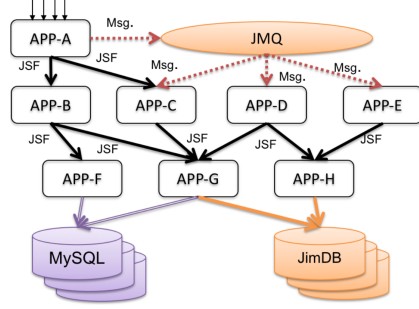 Msg.
APP-A
JMQ
JSF
JSF
Msg.
Msg.
Msg.
APP-B
APP-C
APP-D
APP-E
JSF
JSF
JSF
JSF
JSF
APP-F
APP-G
APP-H
MySQL
JimDB